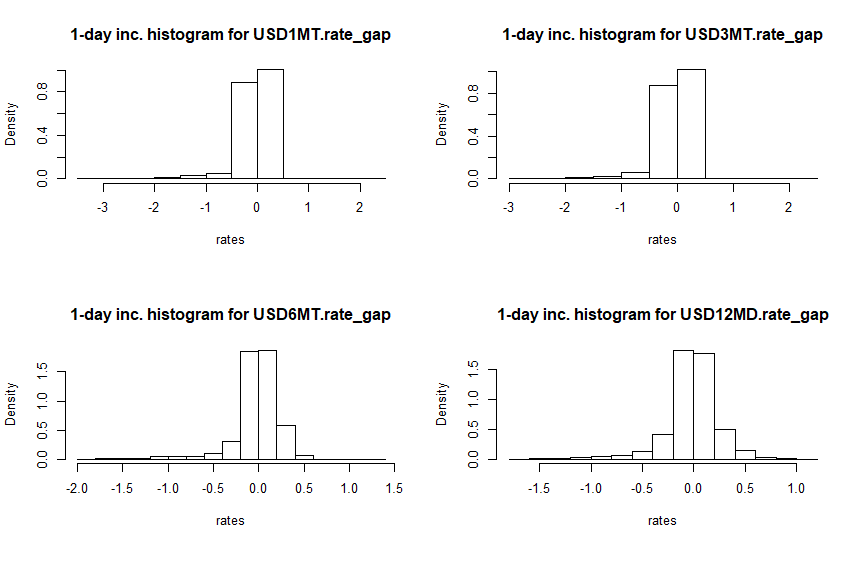 1-day inc. histogram for USD1MT.rate_gap
Density
0.0 0.4 0.8
-3 -2 -1 0 1 2
rates
1-day inc. histogram for USD3MT.rate_gap
Density
0.0 0.4 0.8
-3 -2 -1 0 1 2
rates
1-day inc. histogram for USD6MT.rate_gap
Density
0.0 0.5 1.0 1.5
-2.0 -1.5 -1.0 -0.5 0.0 0.5 1.0 1.5
rates
1-day inc. histogram for USD12MD.rate_gap
Density
0.0 0.5 1.0 1.5
-1.5 -1.0 -0.5 0.0 0.5 1.0
rates